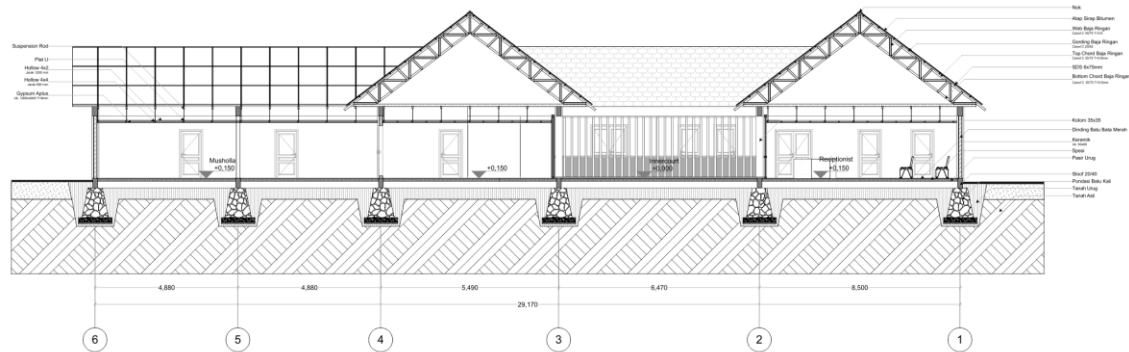 Nok
Atap Sirap Bitumen
Web Baja Ringan
Gording Baja Ringan
Top Chord Baja Ringan
SDS 6x75mm
Bottom Chord Baja Ringan
Suspension Rod
Plat U
Hollow 4x2
Hollow 4x4
Gypsum Aplus
Kolom 35x35
Dinding Batu Bata Merah
Keramik
Spesi
Pasir Urug
Sloof 20/40
Pondasi Batu Kali
Tanah Urug
Tanah Asli
Musholla
+0,150
+0,150
Innercourt
+0,000
Receptionist
+0,150
4,880
4,880
5,490
6,470
8,500
29,170
6
5
4
3
2
1